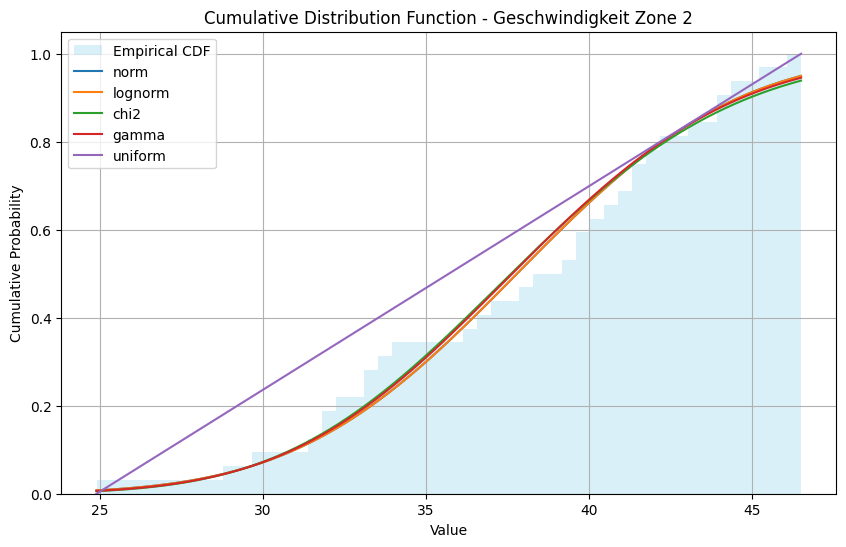 Cumulative Distribution Function - Geschwindigkeit Zone 2
Cumulative Probability
1.0
0.8
0.6
0.4
0.2
0.0
Empirical CDF
norm
lognorm
chi2
gamma
uniform
25
30
35
40
45
Value